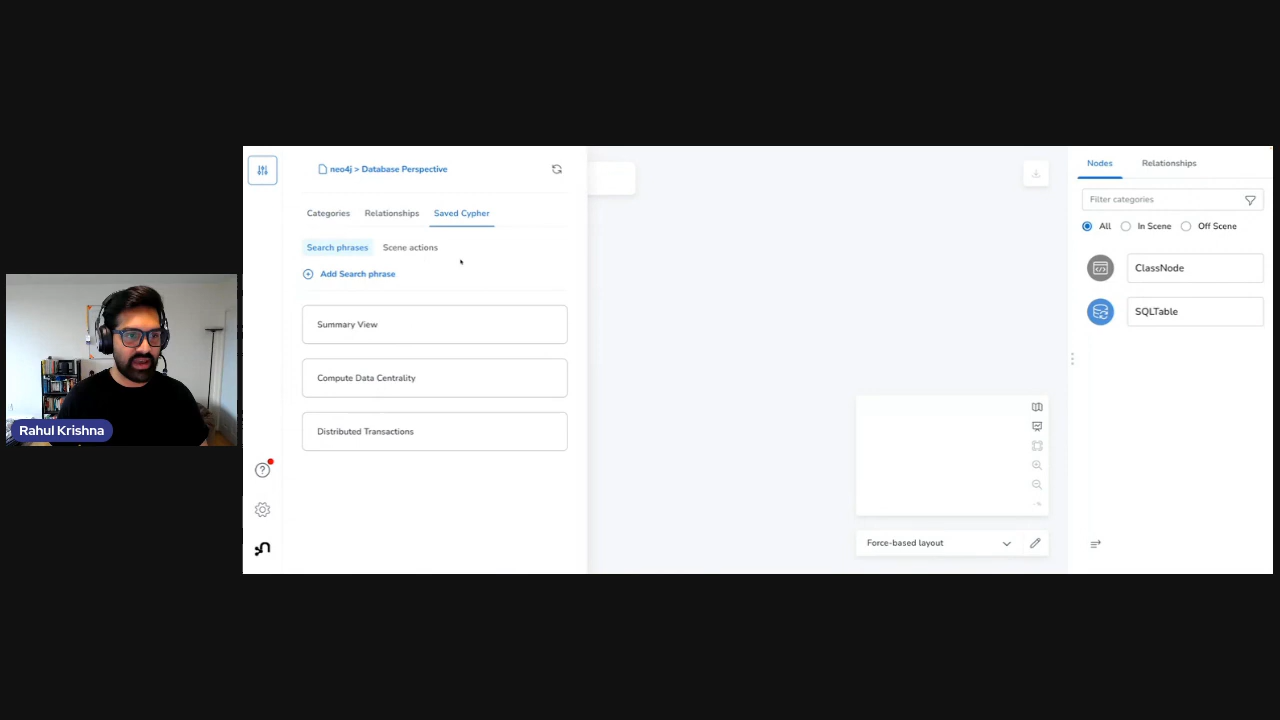 Rahul Krishna
neo4j > Database Perspective
Categories
Relationships
Saved Cypher
Search phrases
Scene actions
Add Search phrase
Summary View
Compute Data Centrality
Distributed Transactions
Force-based layout
Nodes
Relationships
Filter categories
All
In Scene
Off Scene
ClassNode
SQLTable